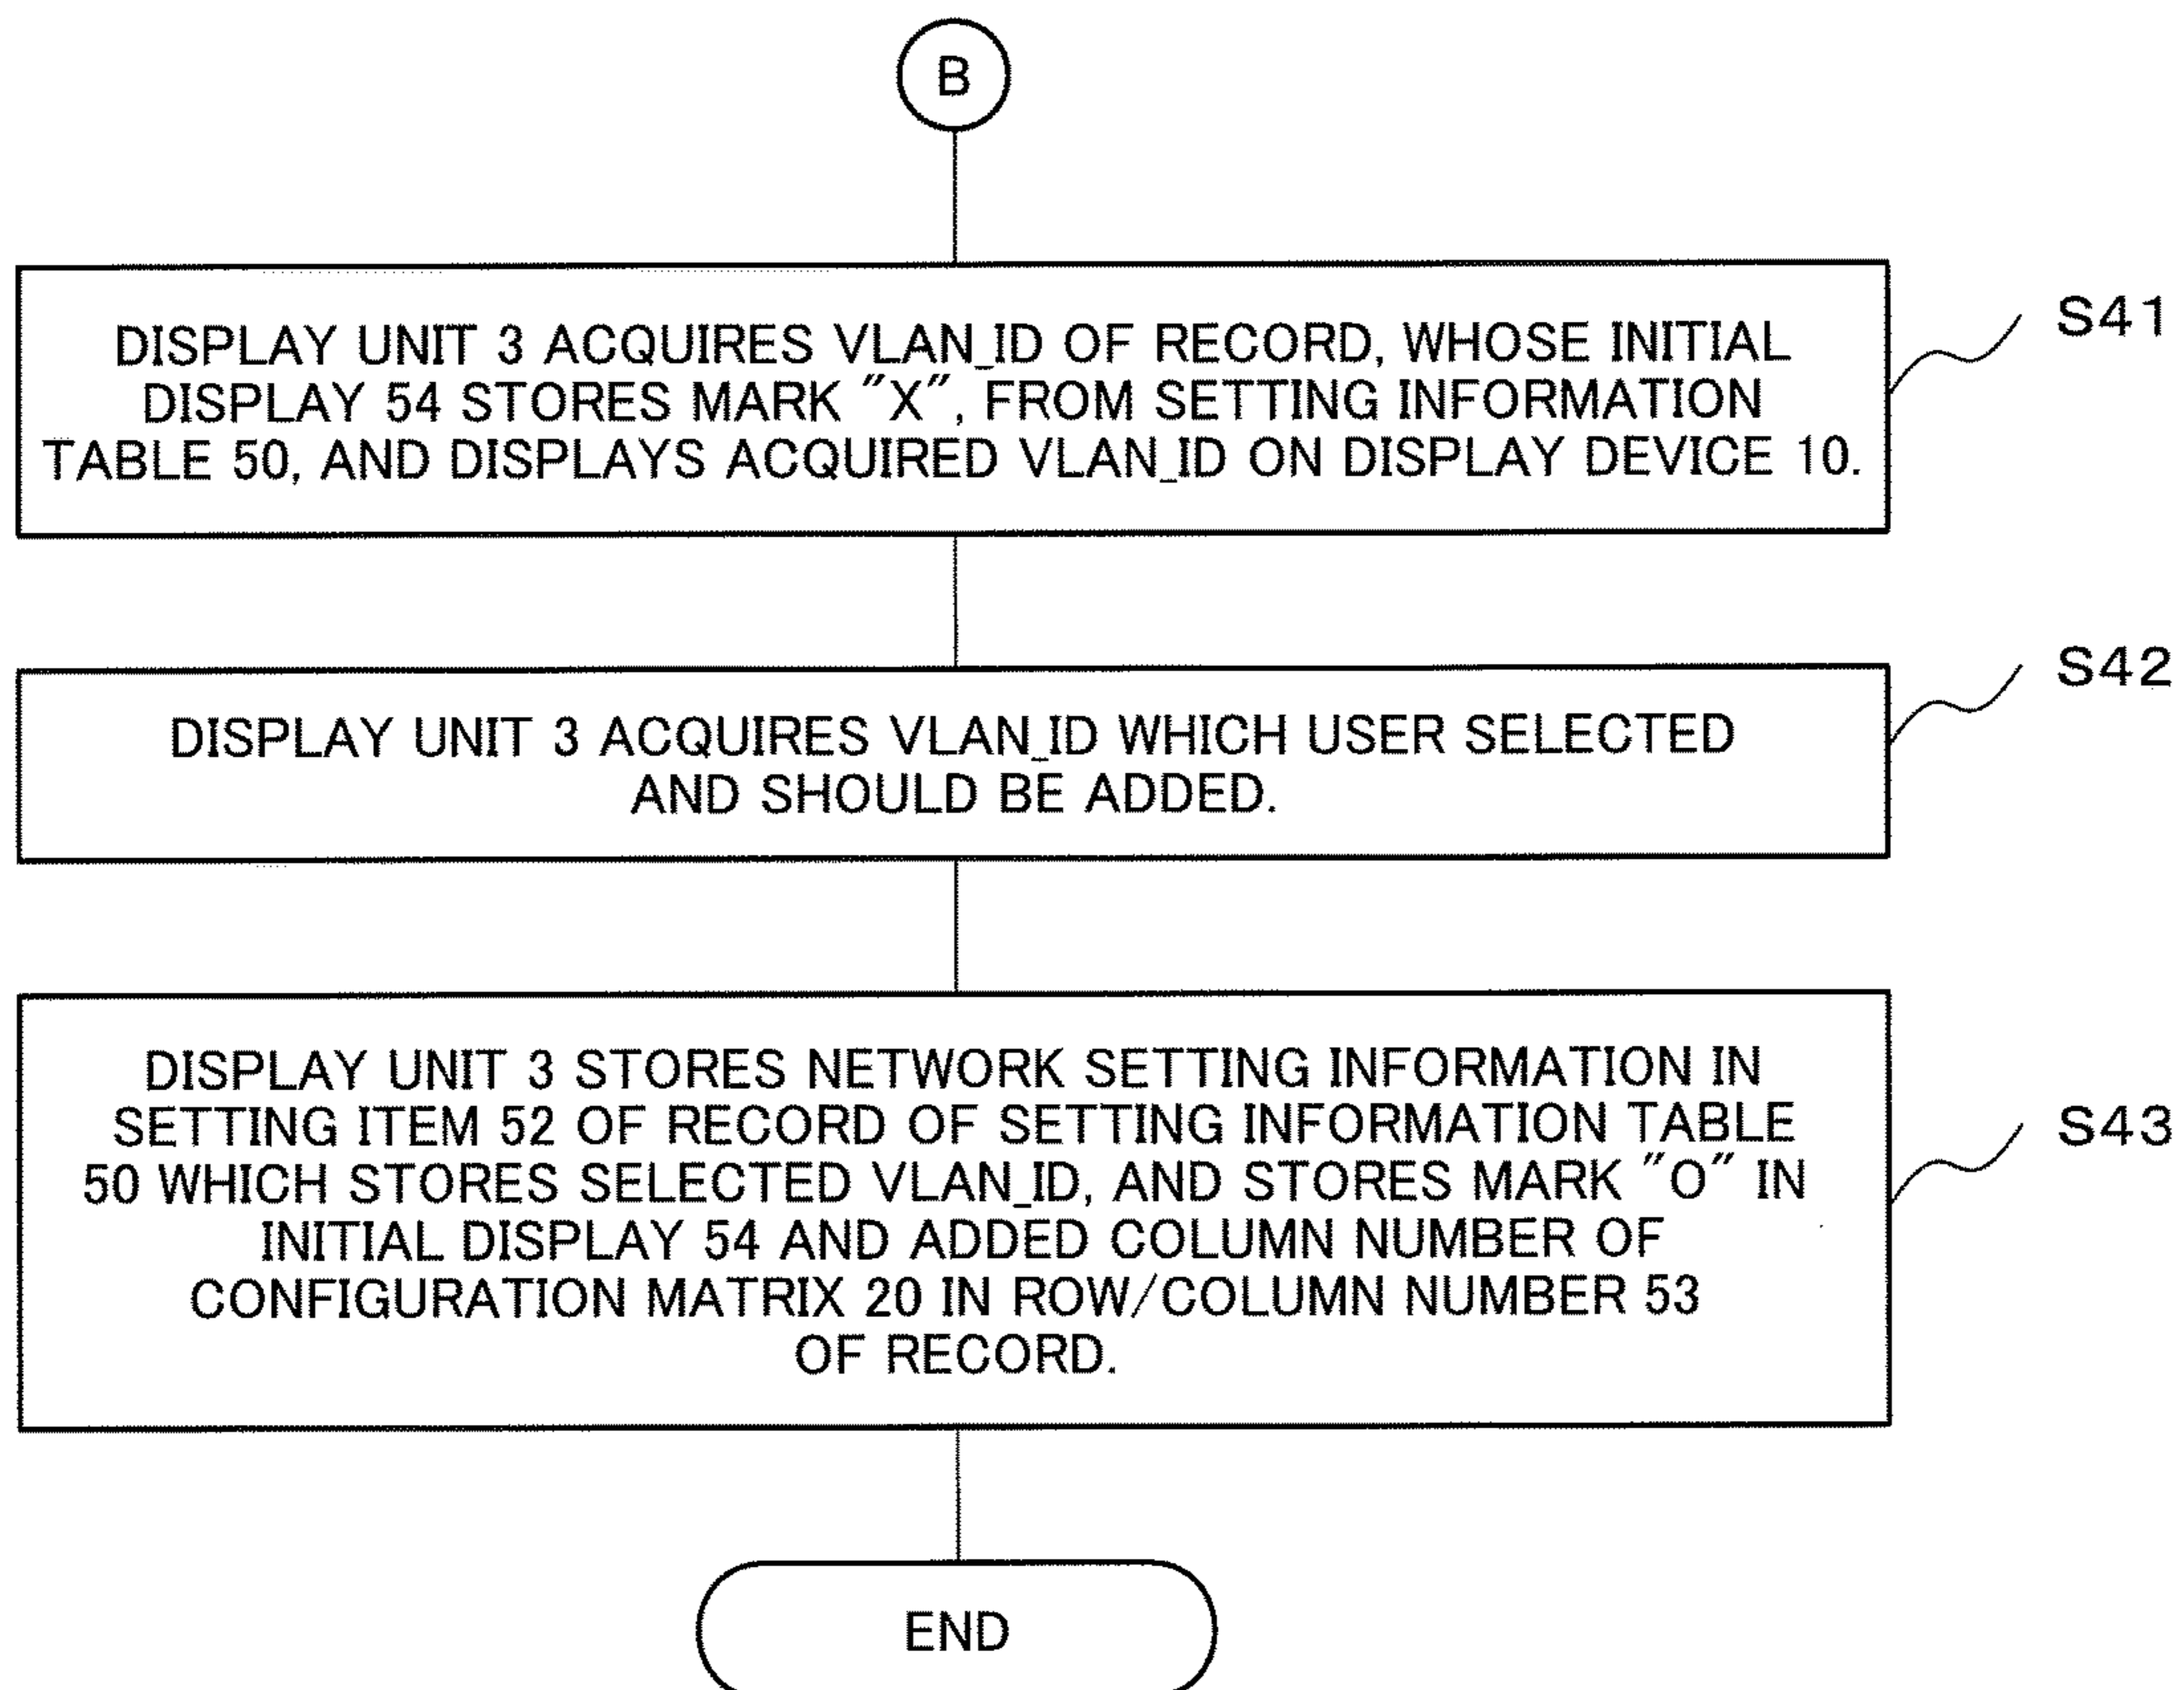 B
DISPLAY UNIT 3 ACQUIRES VLAN_ID OF RECORD, WHOSE INITIAL
DISPLAY 54 STORES MARK "X", FROM SETTING INFORMATION
TABLE 50, AND DISPLAYS ACQUIRED VLAN_ID ON DISPLAY DEVICE 10.
S41
DISPLAY UNIT 3 ACQUIRES VLAN_ID WHICH USER SELECTED
AND SHOULD BE ADDED.
S42
DISPLAY UNIT 3 STORES NETWORK SETTING INFORMATION IN
SETTING ITEM 52 OF RECORD OF SETTING INFORMATION TABLE
50 WHICH STORES SELECTED VLAN_ID, AND STORES MARK "O" IN
INITIAL DISPLAY 54 AND ADDED COLUMN NUMBER OF
CONFIGURATION MATRIX 20 IN ROW/COLUMN NUMBER 53
OF RECORD.
S43
END